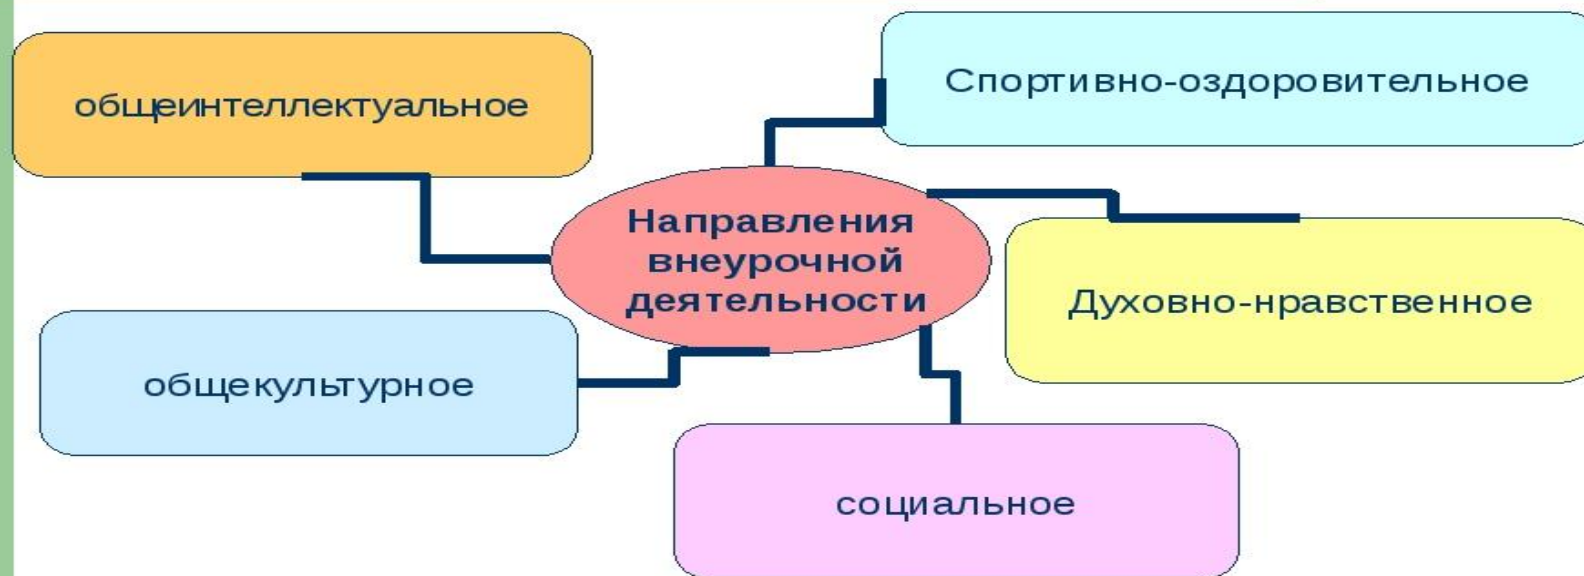 общеинтеллектуальное
Спортивно-оздоровительное
Направления
внеурочной
деятельности
Духовно-нравственное
общекультурное
социальное